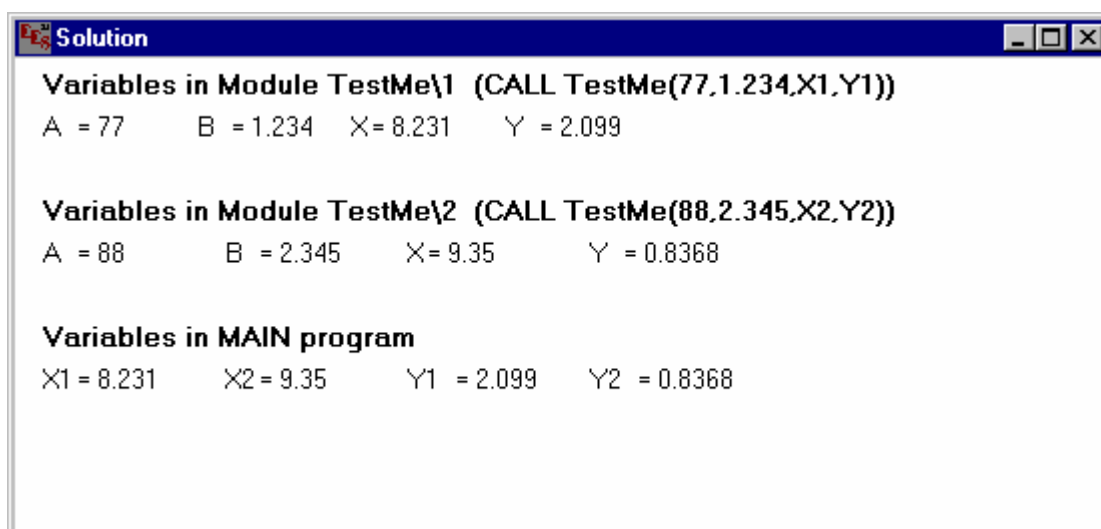 EES Solution
Variables in Module TestMe\1 (CALL TestMe(77,1.234,X1,Y1))
A = 77 B = 1.234 X = 8.231 Y = 2.099
Variables in Module TestMe\2 (CALL TestMe(88,2.345,X2,Y2))
A = 88 B = 2.345 X = 9.35 Y = 0.8368
Variables in MAIN program
X1 = 8.231 X2 = 9.35 Y1 = 2.099 Y2 = 0.8368